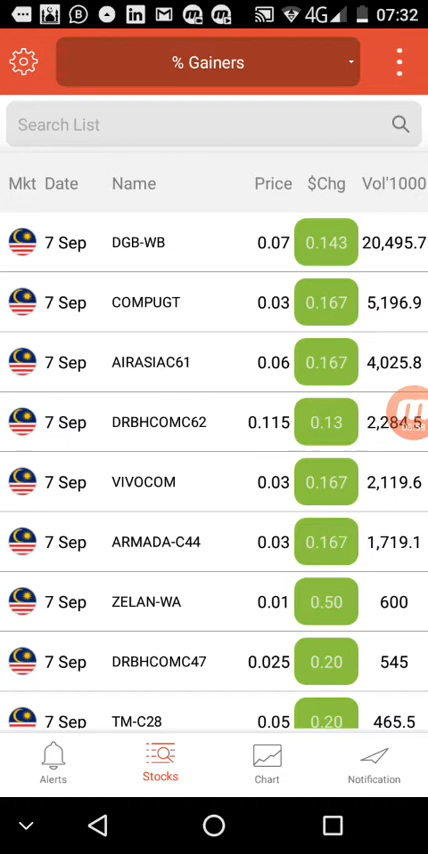 4G 07:32
% Gainers
Search List
Mkt Date Name Price $Chg Vol'1000
7 Sep DGB-WB 0.07 0.143 20,495.7
7 Sep COMPUGT 0.03 0.167 5,196.9
7 Sep AIRASIAC61 0.06 0.167 4,025.8
7 Sep DRBHCOMC62 0.115 0.13 2,284.5
7 Sep VIVOCOM 0.03 0.167 2,119.6
7 Sep ARMADA-C44 0.03 0.167 1,719.1
7 Sep ZELAN-WA 0.01 0.50 600
7 Sep DRBHCOMC47 0.025 0.20 545
7 Sep TM-C28 0.05 0.20 465.5
Alerts Stocks Chart Notification